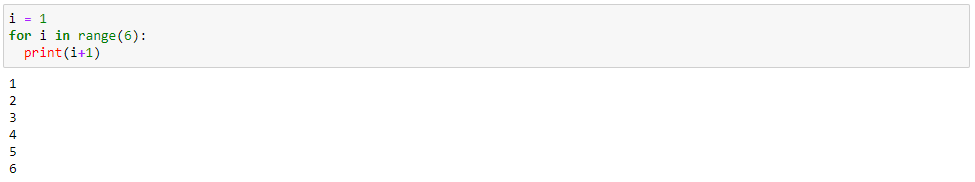 i = 1
for i in range(6):
  print(i+1)
1
2
3
4
5
6